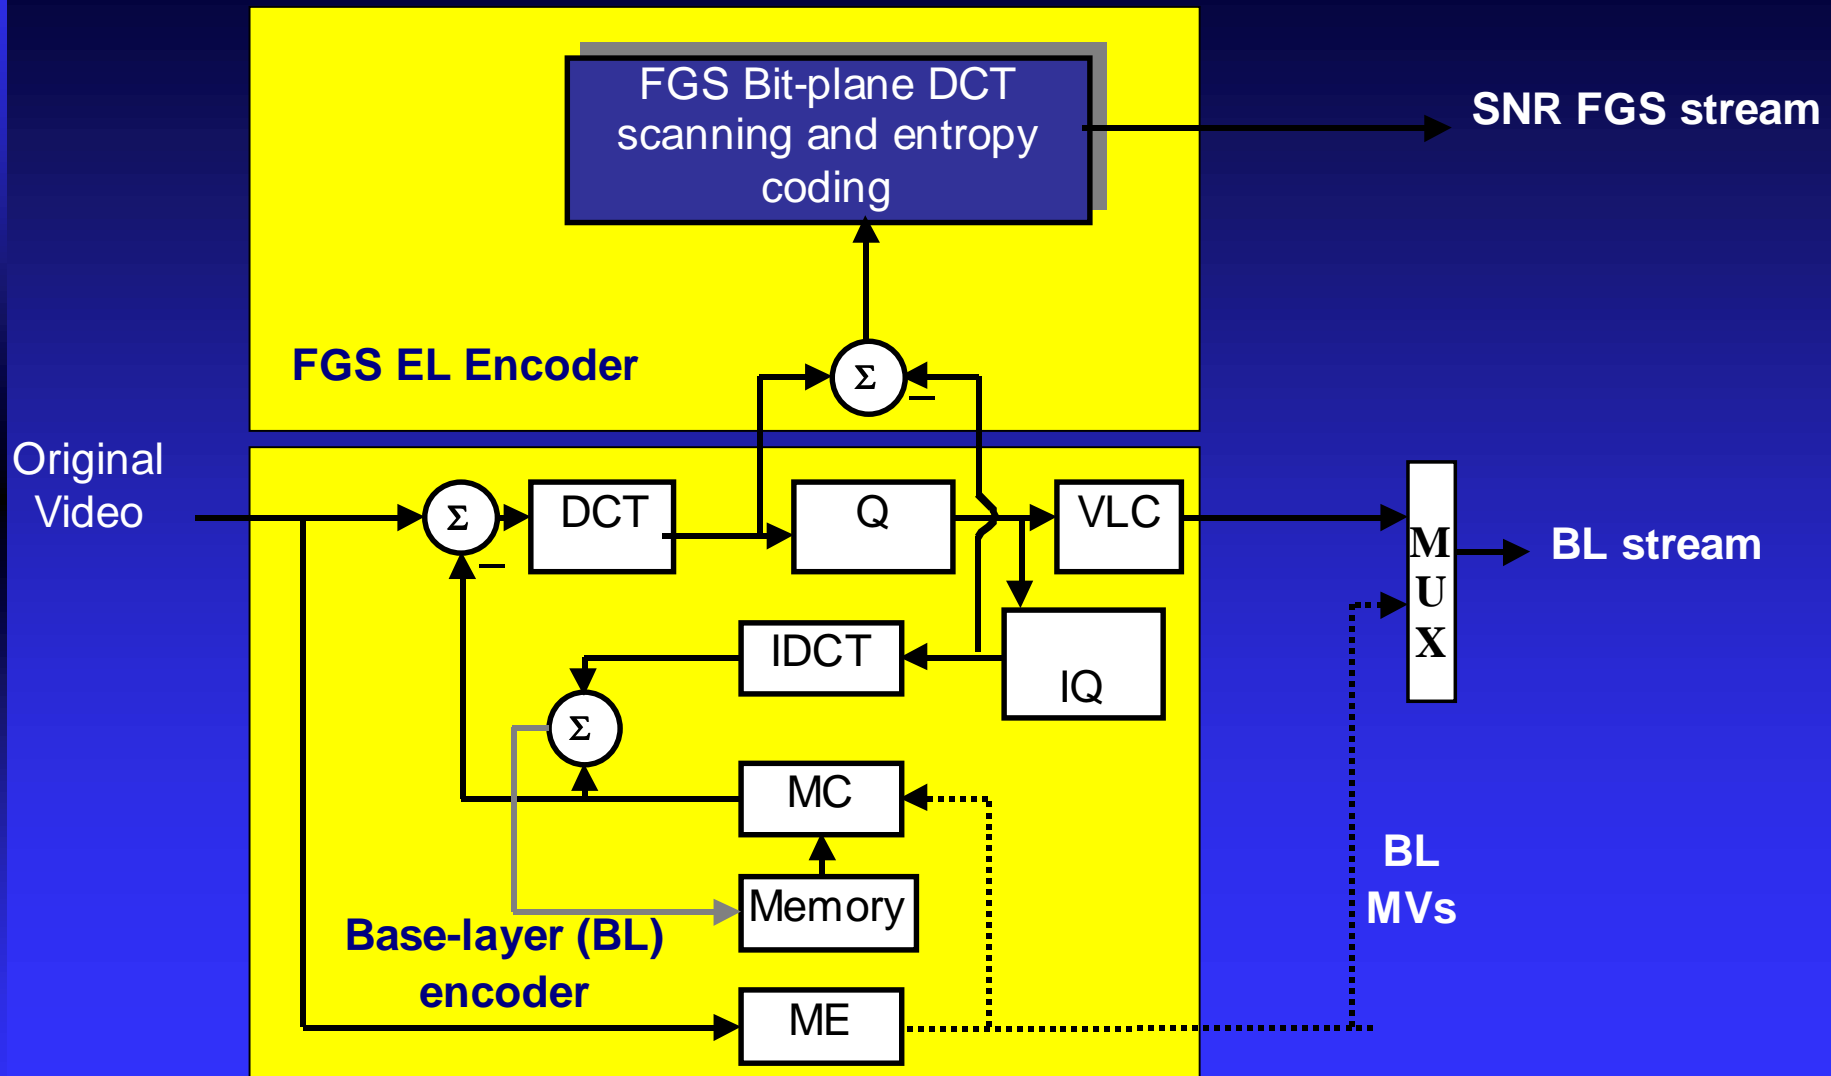 FGS Bit-plane DCT
scanning and entropy
coding
SNR FGS stream
FGS EL Encoder
Σ
Original
Video
Σ
DCT
Q
VLC
M
U
X
BL stream
IDCT
IQ
Σ
MC
BL
MVs
Memory
Base-layer (BL)
encoder
ME